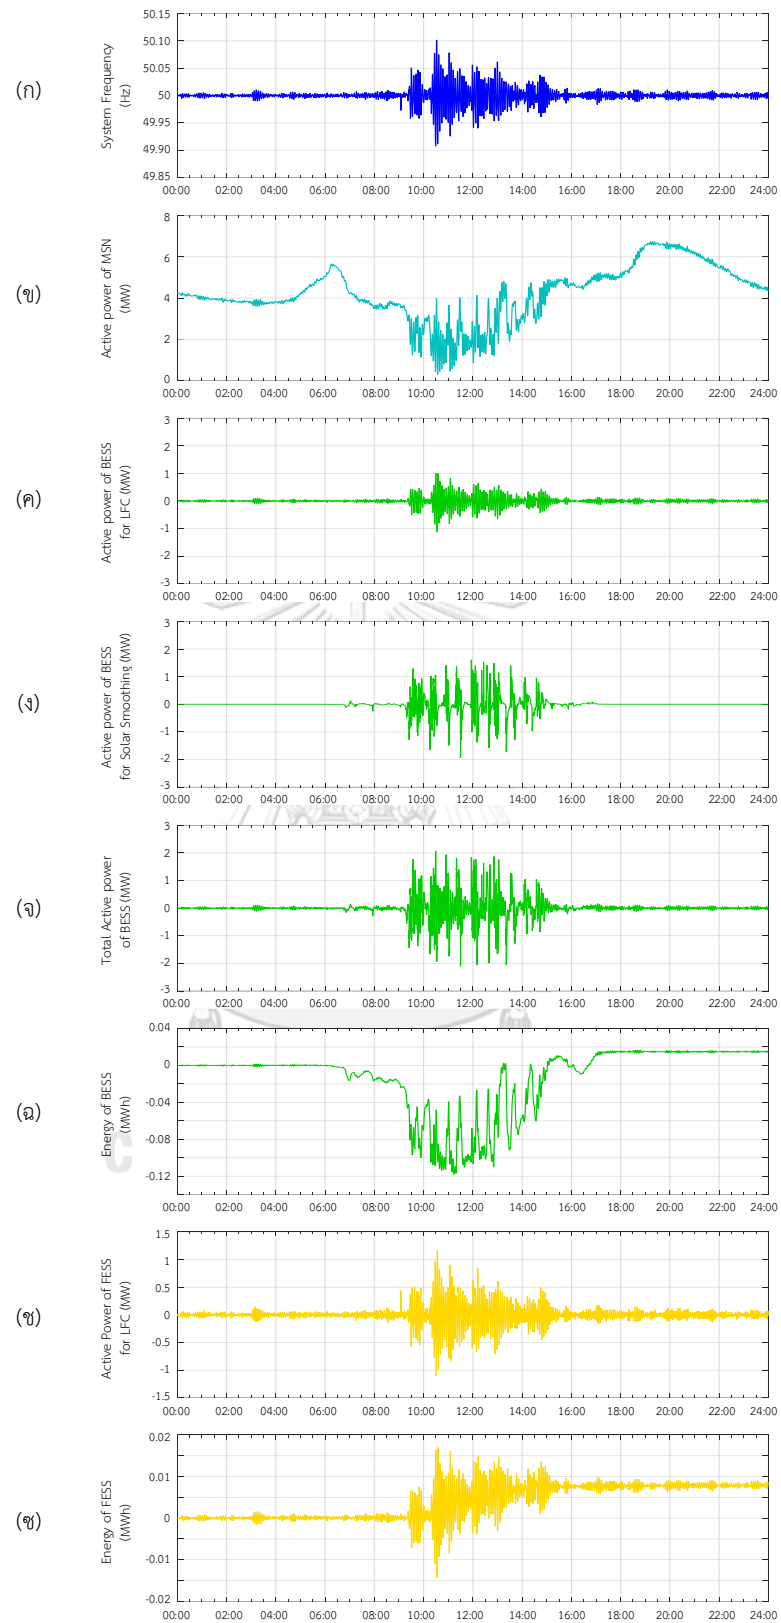 (ก)
System Frequency
(Hz)
50.15
50.10
50.05
50
49.95
49.90
49.85
00:00 02:00 04:00 06:00 08:00 10:00 12:00 14:00 16:00 18:00 20:00 22:00 24:00
(ข)
Active power of MSN
(MW)
8
6
4
2
0
00:00 02:00 04:00 06:00 08:00 10:00 12:00 14:00 16:00 18:00 20:00 22:00 24:00
(ค)
Active power of BESS
for LFC (MW)
3
2
1
0
-1
-2
-3
00:00 02:00 04:00 06:00 08:00 10:00 12:00 14:00 16:00 18:00 20:00 22:00 24:00
(ง)
Active power of BESS
for Solar Smoothing (MW)
3
2
1
0
-1
-2
-3
00:00 02:00 04:00 06:00 08:00 10:00 12:00 14:00 16:00 18:00 20:00 22:00 24:00
(จ)
Total Active power
of BESS (MW)
3
2
1
0
-1
-2
-3
00:00 02:00 04:00 06:00 08:00 10:00 12:00 14:00 16:00 18:00 20:00 22:00 24:00
(ฉ)
Energy of BESS
(MWh)
0.04
0
-0.04
-0.08
-0.12
C
00:00 02:00 04:00 06:00 08:00 10:00 12:00 14:00 16:00 18:00 20:00 22:00 24:00
(ช)
Active Power of FESS
for LFC (MW)
1.5
1
0.5
0
-0.5
-1
-1.5
00:00 02:00 04:00 06:00 08:00 10:00 12:00 14:00 16:00 18:00 20:00 22:00 24:00
(ซ)
Energy of FESS
(MWh)
0.02
0.01
0
-0.01
-0.02
00:00 02:00 04:00 06:00 08:00 10:00 12:00 14:00 16:00 18:00 20:00 22:00 24:00